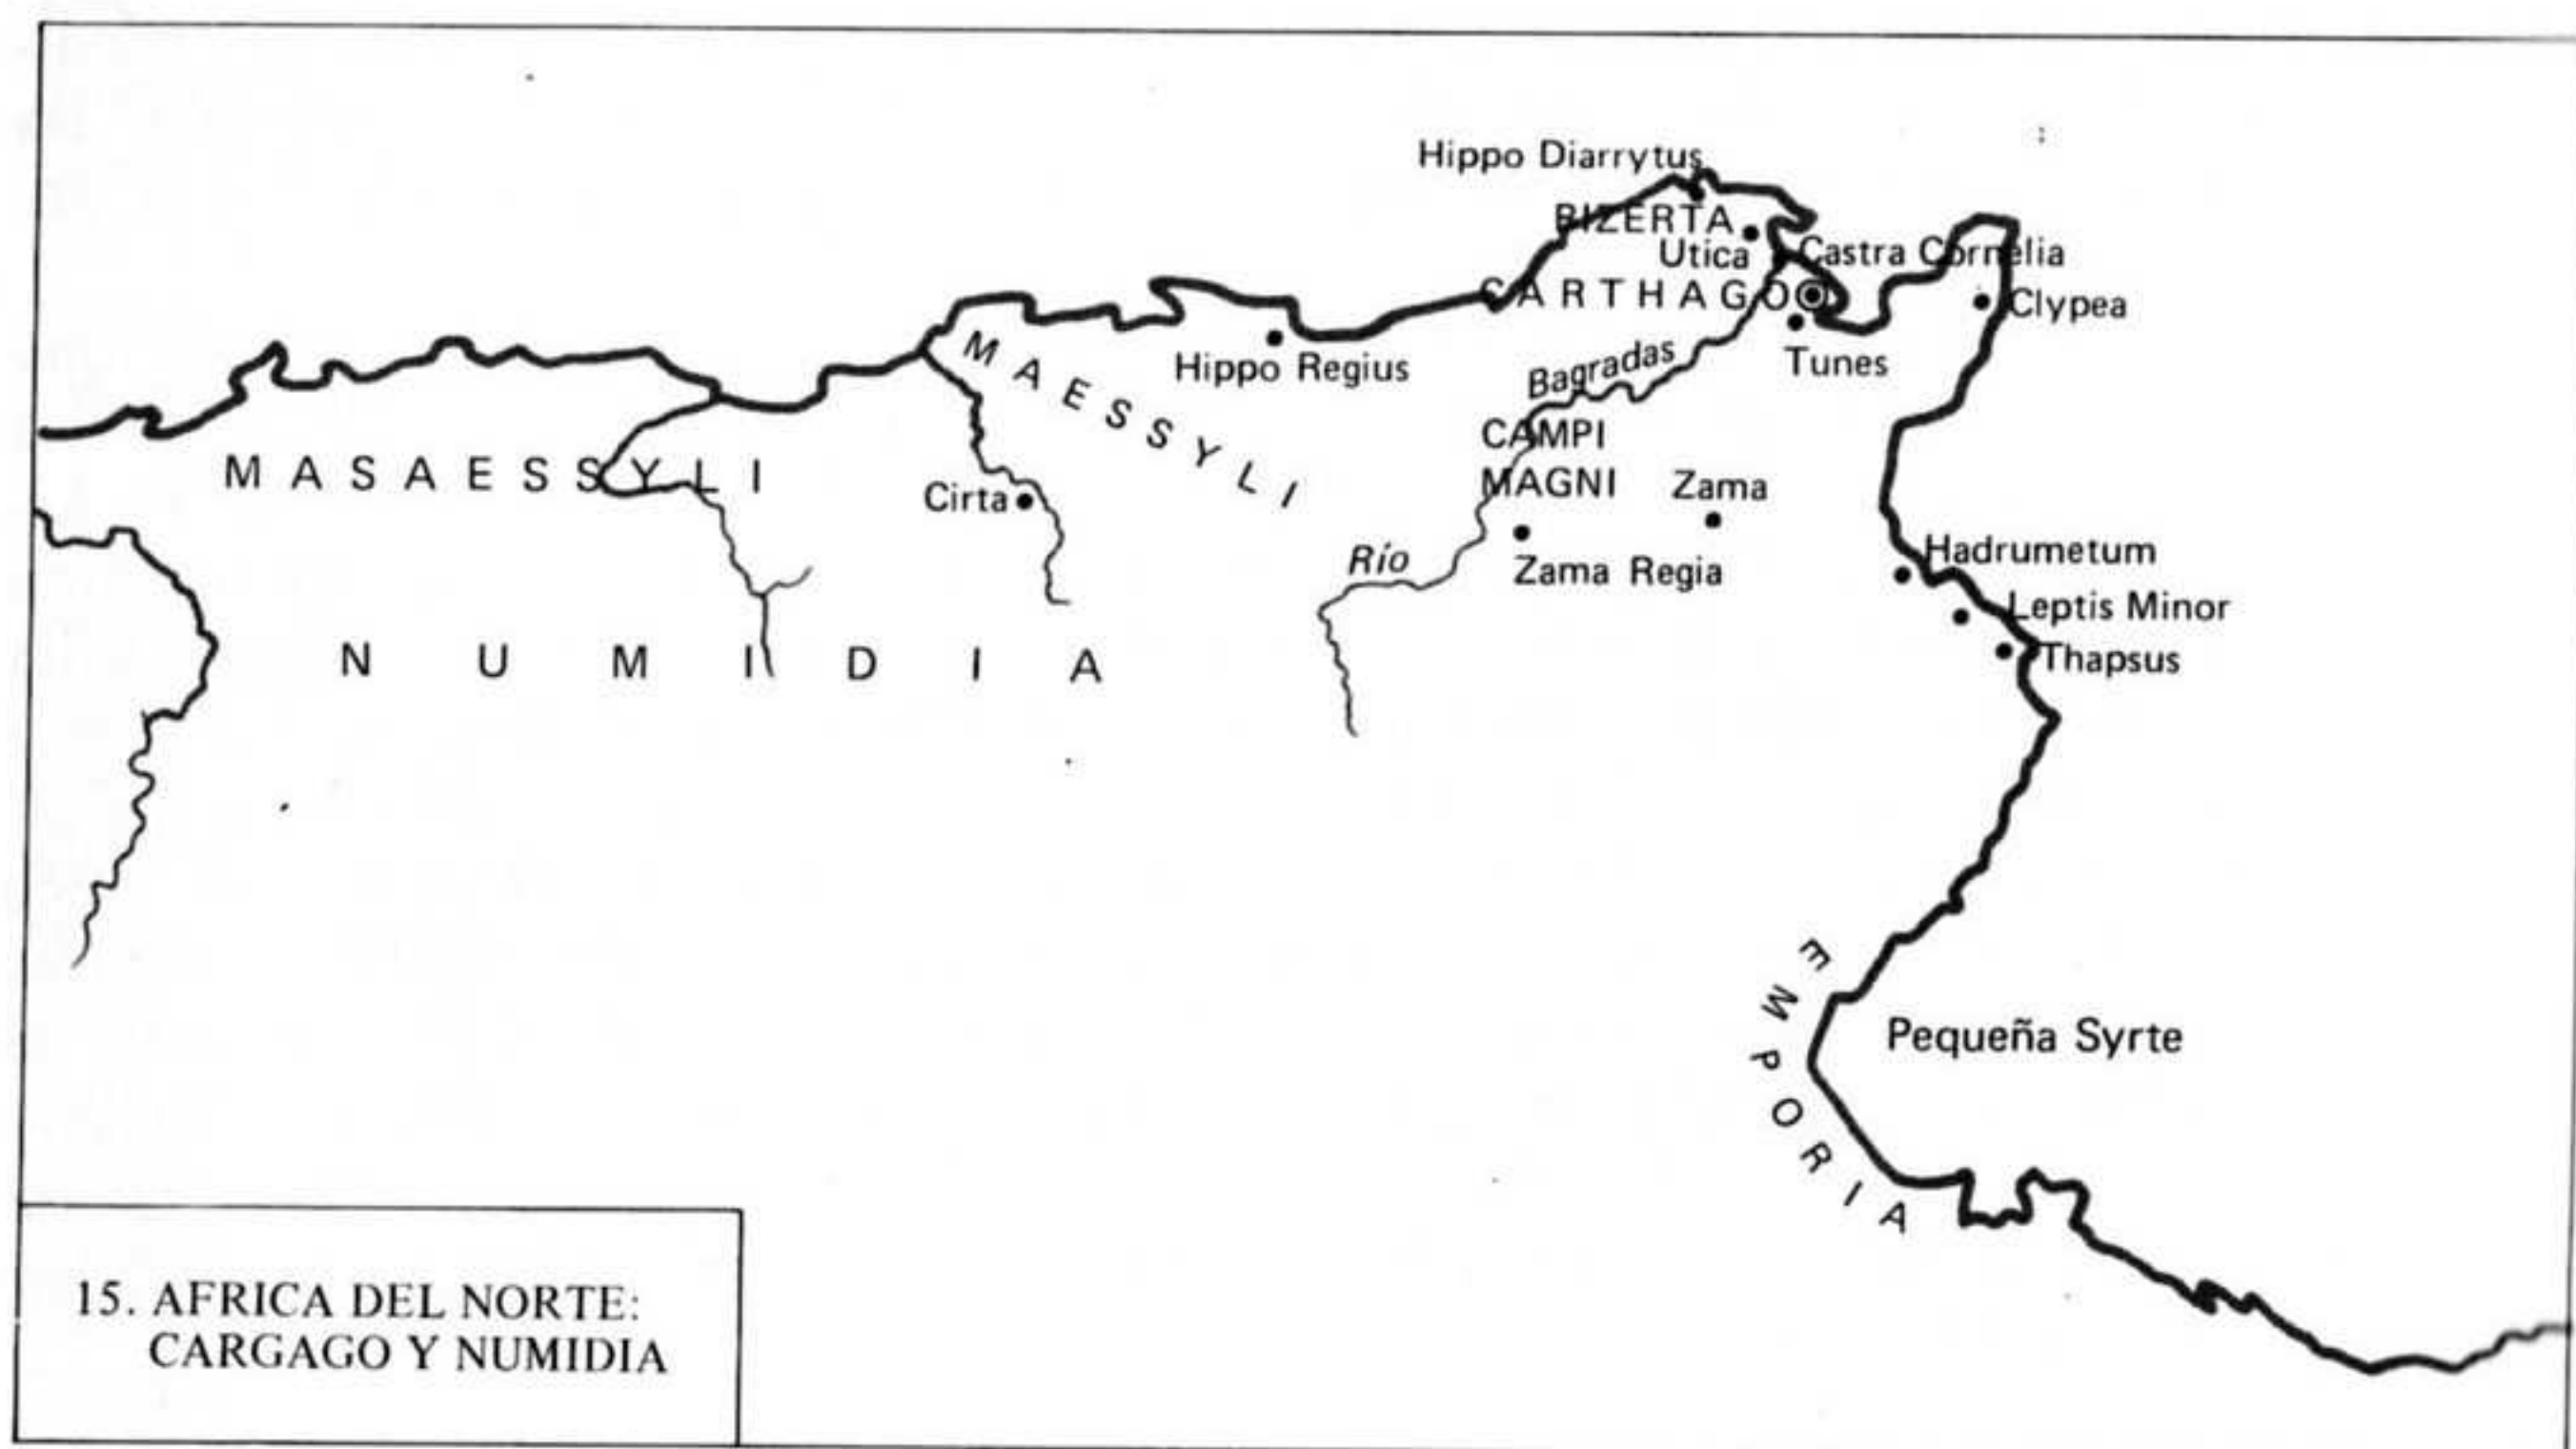 Hippo Diarrytus
BIZERTA
Utica
Castra Cornelia
CARTHAGO
Clypea
MAESSYLI
Hippo Regius
Bagradas
Tunes
MASAESSYLI
CAMPI
MAGNI
Zama
Cirta
Río
Zama Regia
Hadrumetum
Leptis Minor
Thapsus
NUMIDIA
EMPORIA
Pequeña Syrte
15. AFRICA DEL NORTE:
CARGAGO Y NUMIDIA